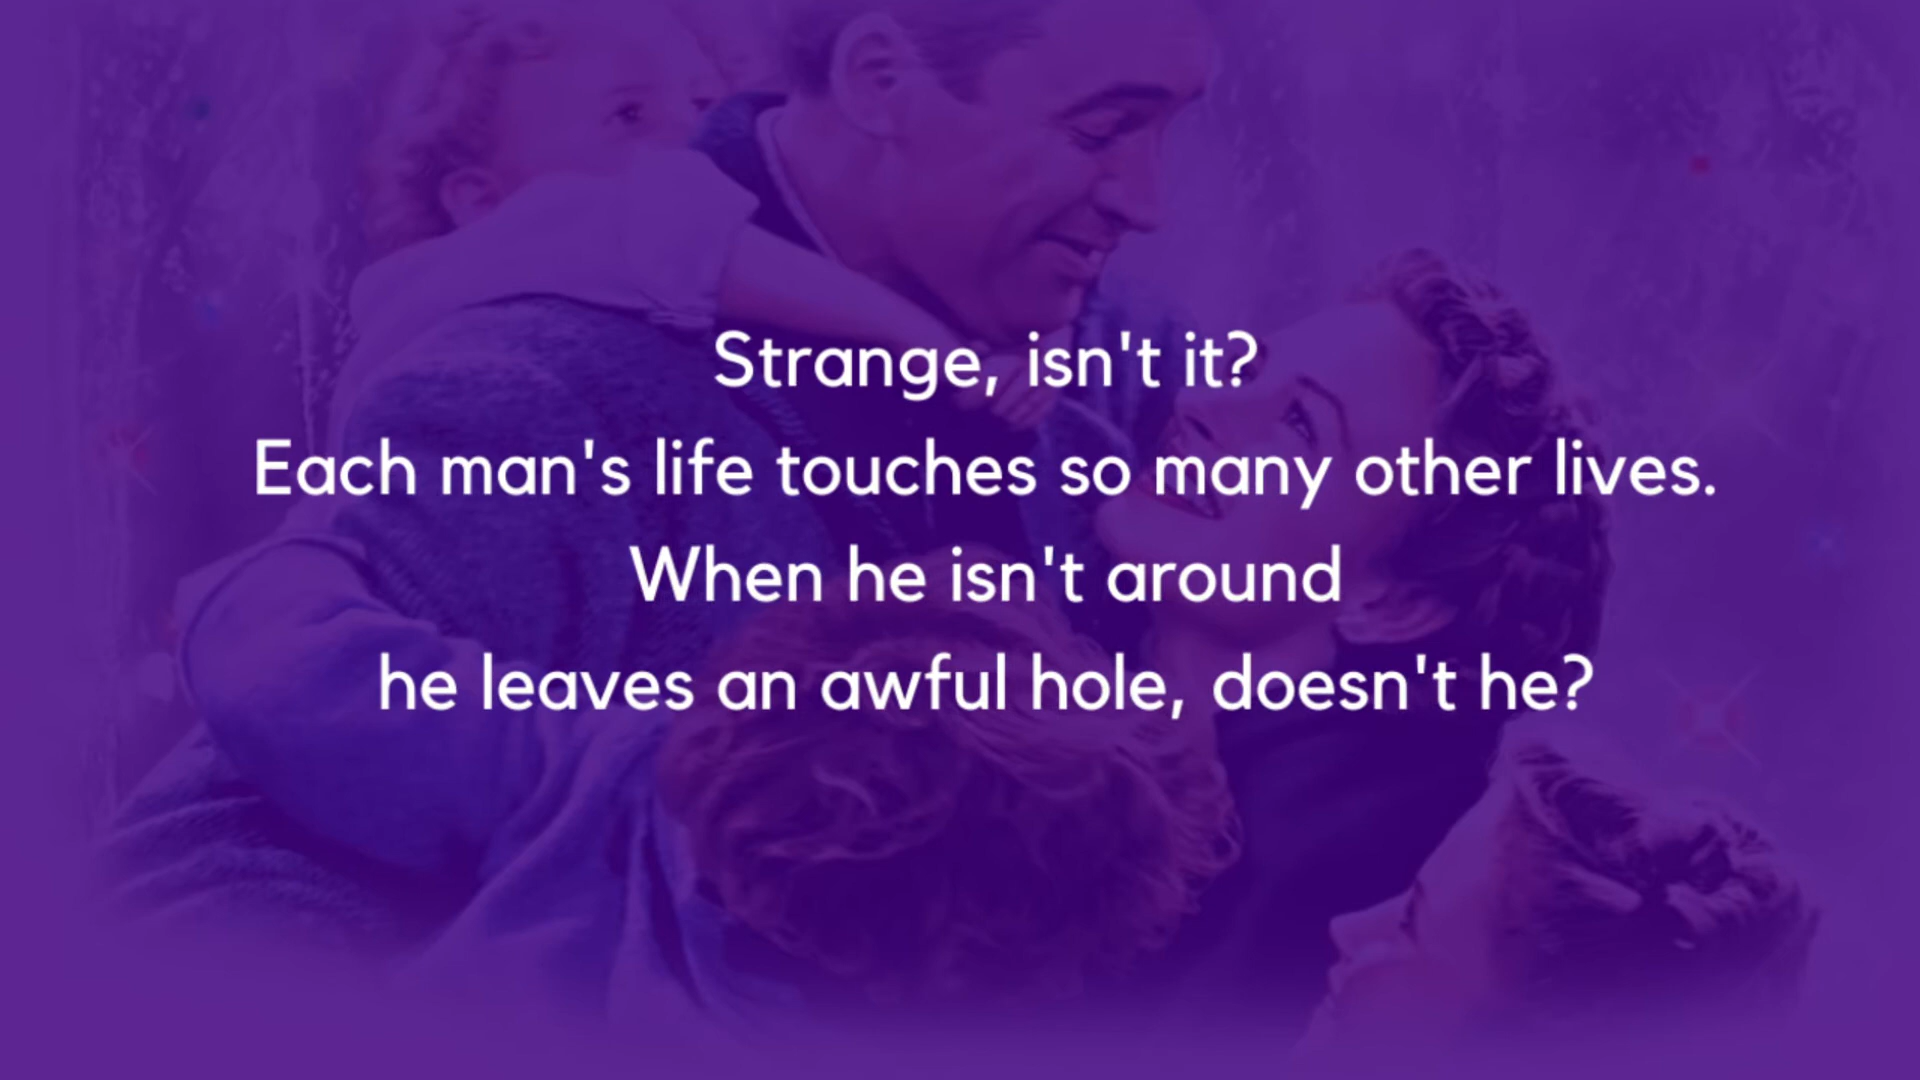 Strange, isn't it?
Each man's life touches so many other lives.
When he isn't around
he leaves an awful hole, doesn't he?